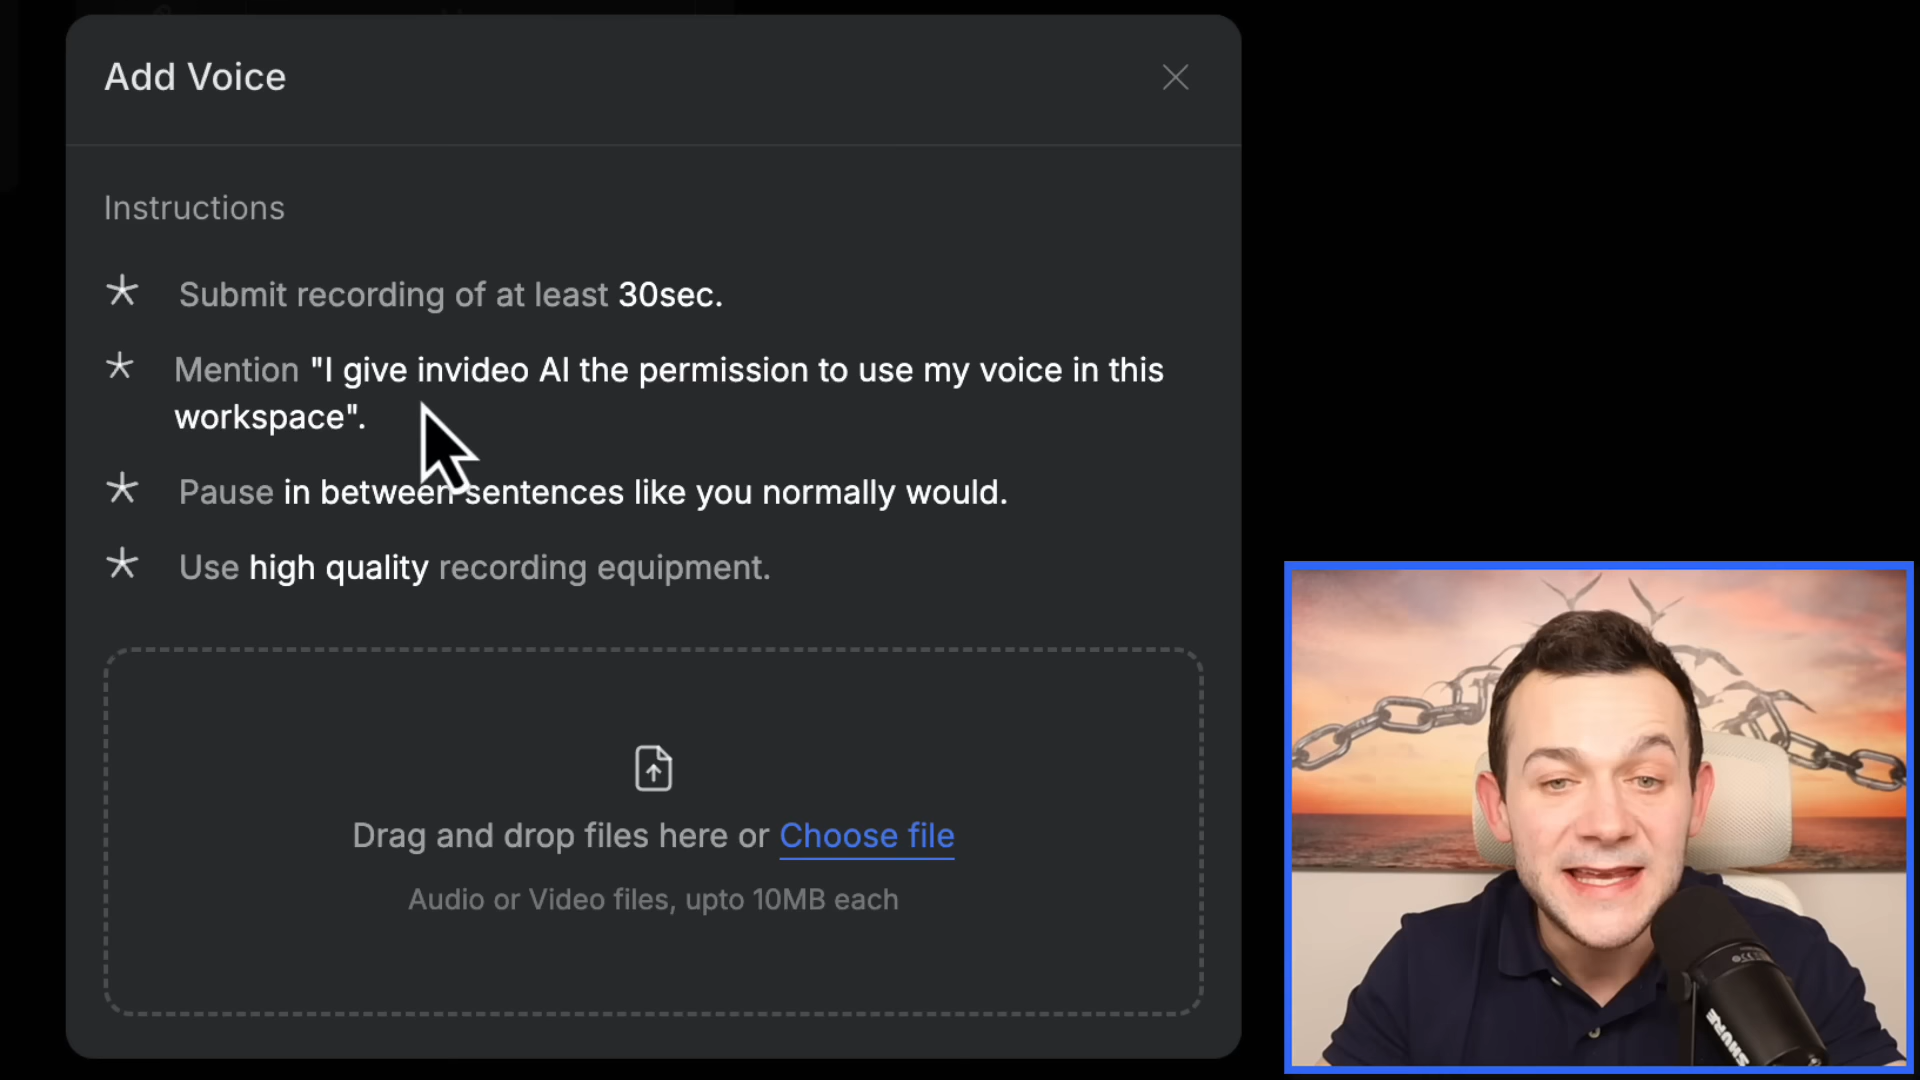 Add Voice
Instructions
Submit recording of at least 30sec.
Mention "I give invideo AI the permission to use my voice in this
workspace".
Pause in between sentences like you normally would.
Use high quality recording equipment.
Drag and drop files here or Choose file
Audio or Video files, upto 10MB each
SHURE